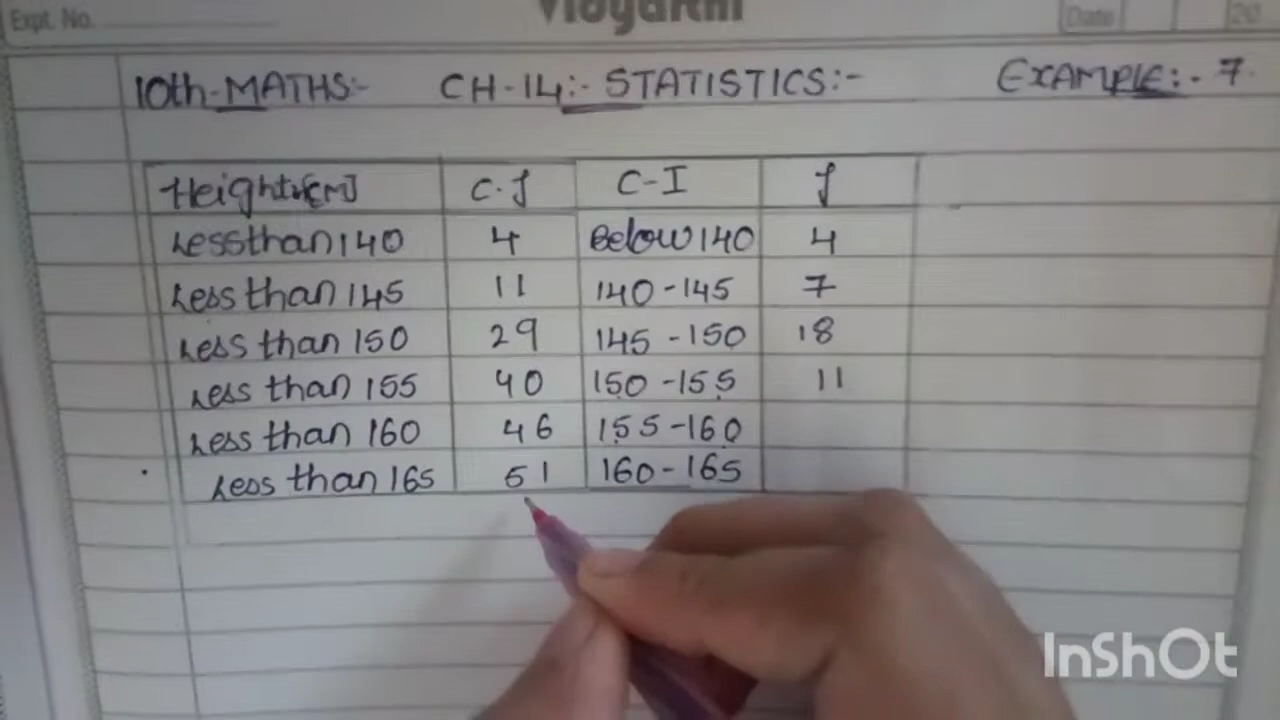 Expt. No.
Vidyarthi
Date
20
10th-MATHS:- CH-14:- STATISTICS:- EXAMPLE:- 7
Height[CM] C.f C-I f
Less than 140 4 Below 140 4
Less than 145 11 140-145 7
Less than 150 29 145-150 18
Less than 155 40 150-155 11
Less than 160 46 155-160
Less than 165 51 160-165
InShOt